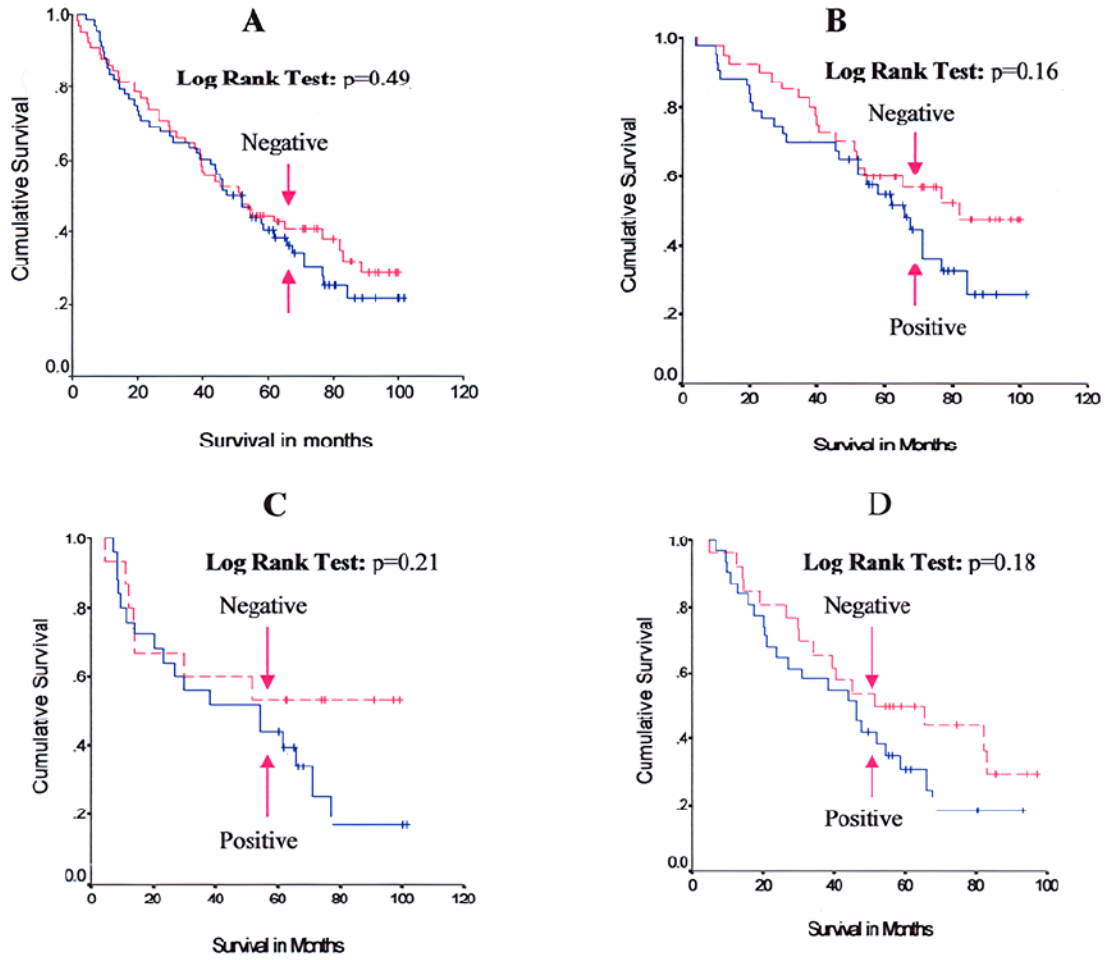 A
Log Rank Test: p=0.49
Negative
Cumulative Survival
1.0
.8
.6
.4
.2
0.0
0 20 40 60 80 100 120
Survival in months
B
Log Rank Test: p=0.16
Negative
Positive
Cumulative Survival
1.0
.8
.6
.4
.2
0.0
0 20 40 60 80 100 120
Survival in Months
C
Log Rank Test: p=0.21
Negative
Positive
Cumulative Survival
1.0
.8
.6
.4
.2
0.0
0 20 40 60 80 100 120
Survival in Months
D
Log Rank Test: p=0.18
Negative
Positive
Cumulative Survival
1.0
.8
.6
.4
.2
0.0
0 20 40 60 80 100
Survival in Months